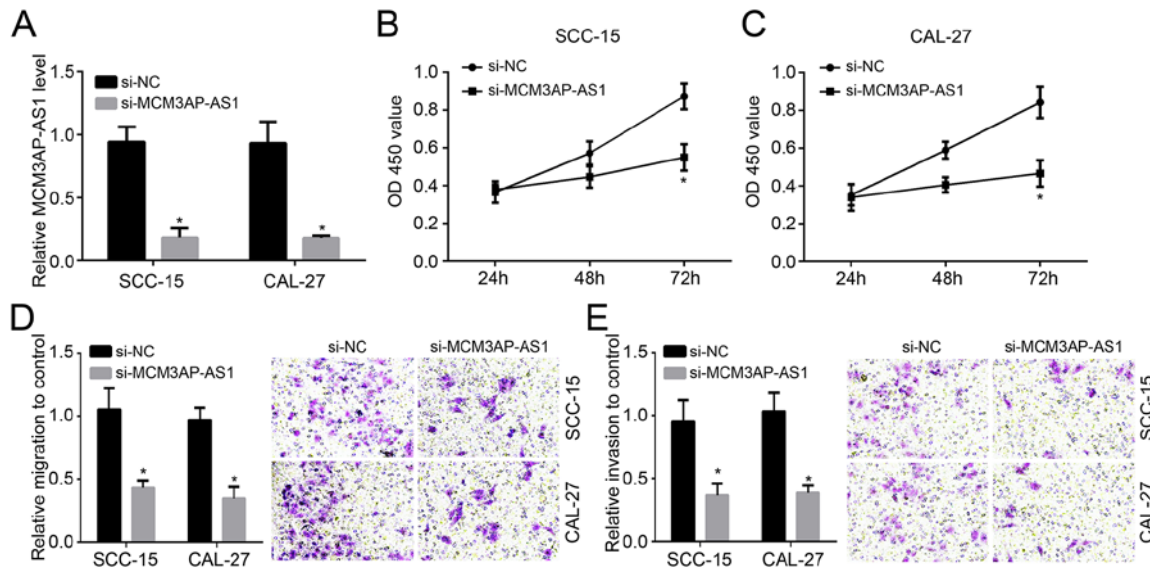 A
Relative MCM3AP-AS1 level
1.5
1.0
0.5
0.0
si-NC
si-MCM3AP-AS1
*
*
SCC-15
CAL-27
B
SCC-15
OD 450 value
1.0
0.8
0.6
0.4
0.2
0.0
si-NC
si-MCM3AP-AS1
*
24h
48h
72h
C
CAL-27
OD 450 value
1.0
0.8
0.6
0.4
0.2
0.0
si-NC
si-MCM3AP-AS1
*
24h
48h
72h
D
Relative migration to control
1.5
1.0
0.5
0.0
si-NC
si-MCM3AP-AS1
*
*
SCC-15
CAL-27
si-NC
si-MCM3AP-AS1
SCC-15
CAL-27
E
Relative invasion to control
1.5
1.0
0.5
0.0
si-NC
si-MCM3AP-AS1
*
*
SCC-15
CAL-27
si-NC
si-MCM3AP-AS1
SCC-15
CAL-27